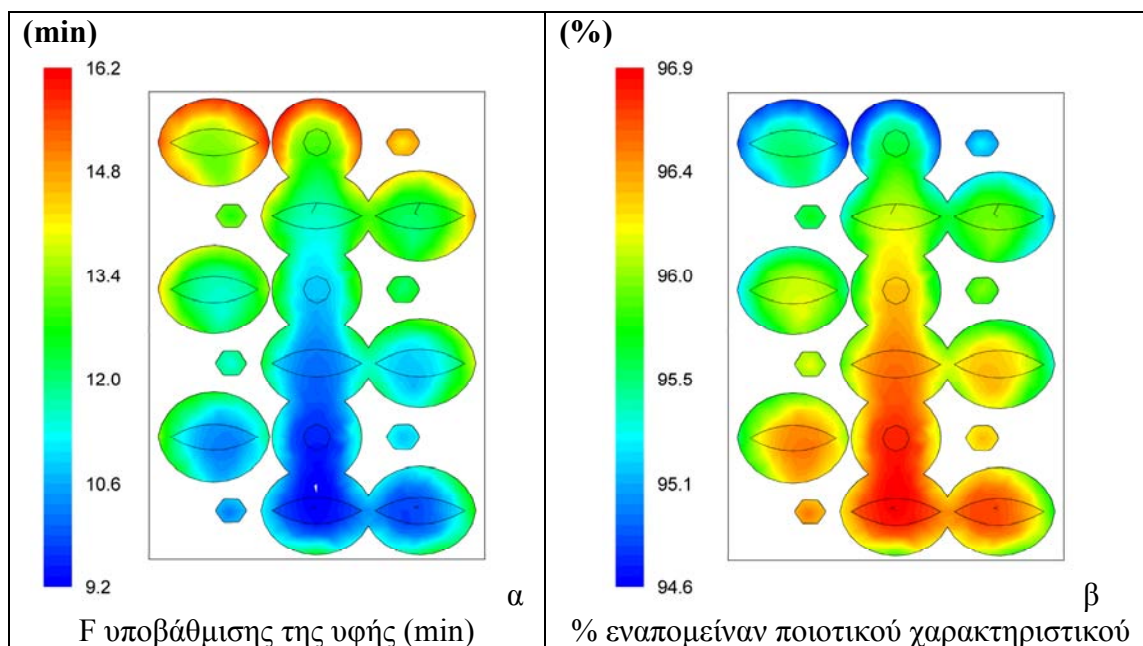 (min)
16.2
14.8
13.4
12.0
10.6
9.2
α
F υποβάθμισης της υφής (min)
(%)
96.9
96.4
96.0
95.5
95.1
94.6
β
% εναπομείναν ποιοτικού χαρακτηριστικού